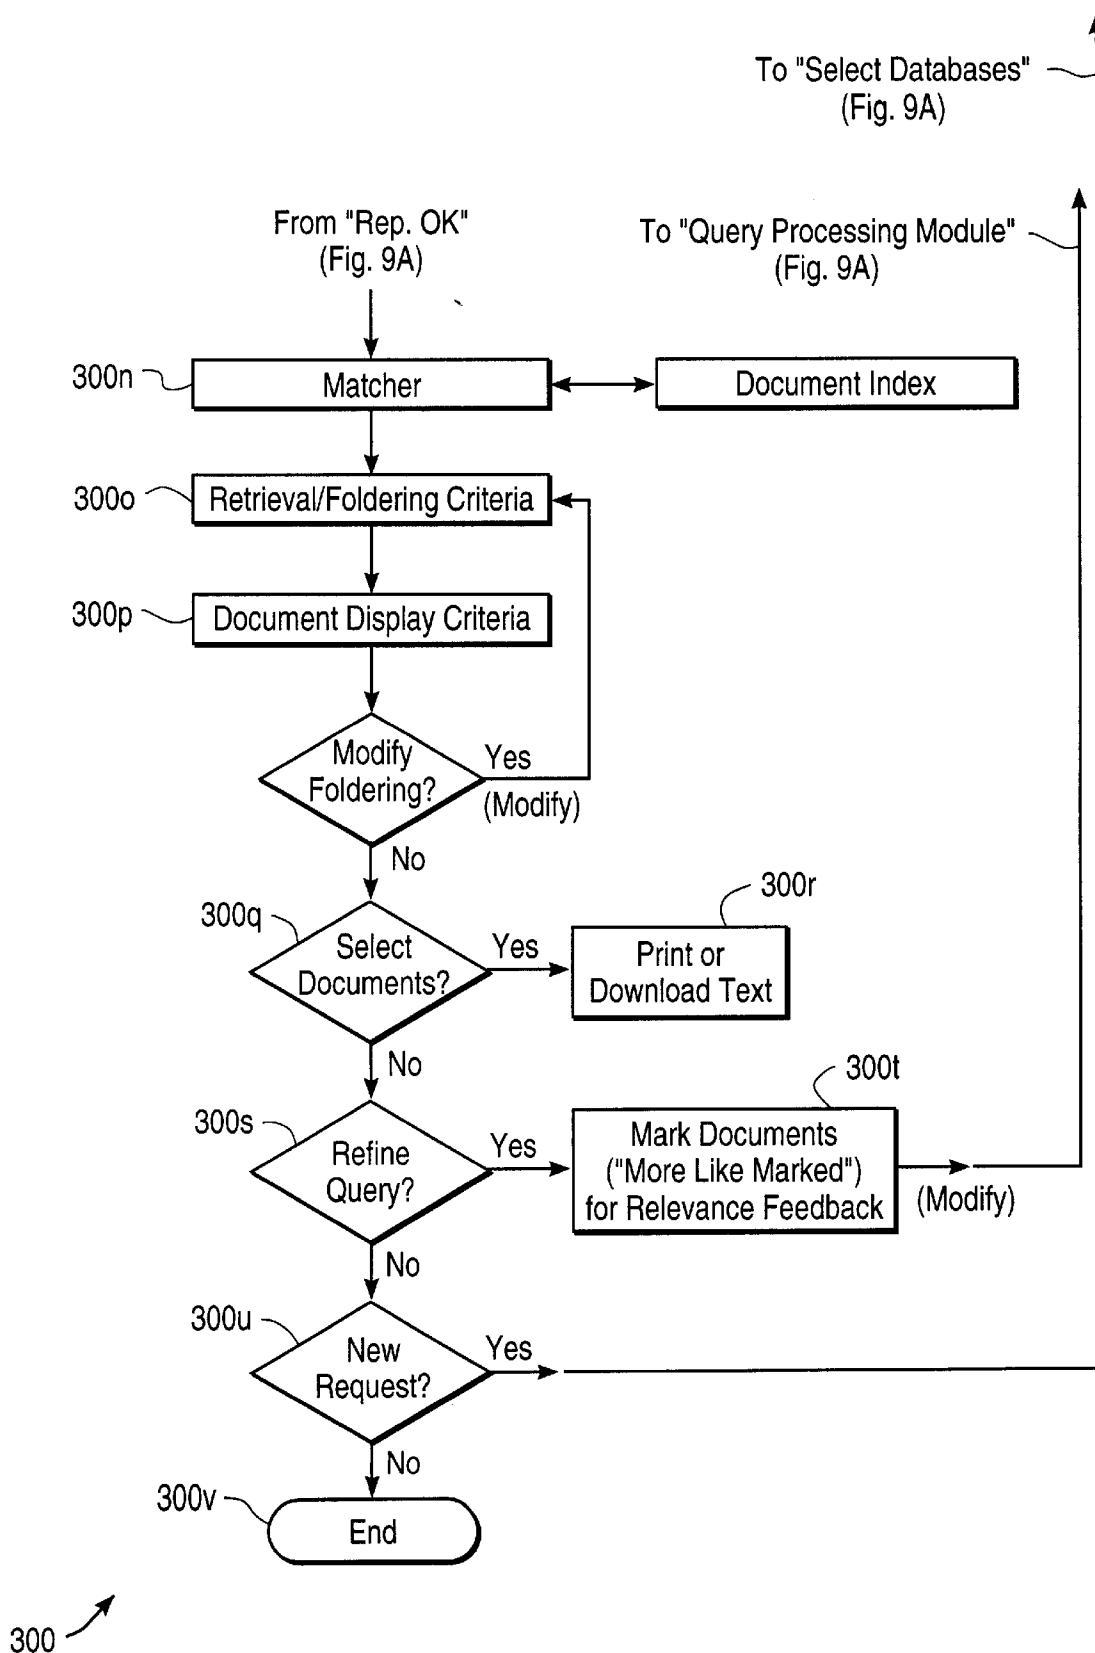 To "Select Databases"
(Fig. 9A)
From "Rep. OK"
(Fig. 9A)
To "Query Processing Module"
(Fig. 9A)
300n
Matcher
Document Index
300o
Retrieval/Foldering Criteria
300p
Document Display Criteria
Modify
Foldering?
Yes
(Modify)
No
300q
Select
Documents?
Yes
300r
Print or
Download Text
No
300s
Refine
Query?
Yes
300t
Mark Documents
("More Like Marked")
for Relevance Feedback
(Modify)
No
300u
New
Request?
Yes
No
300v
End
300